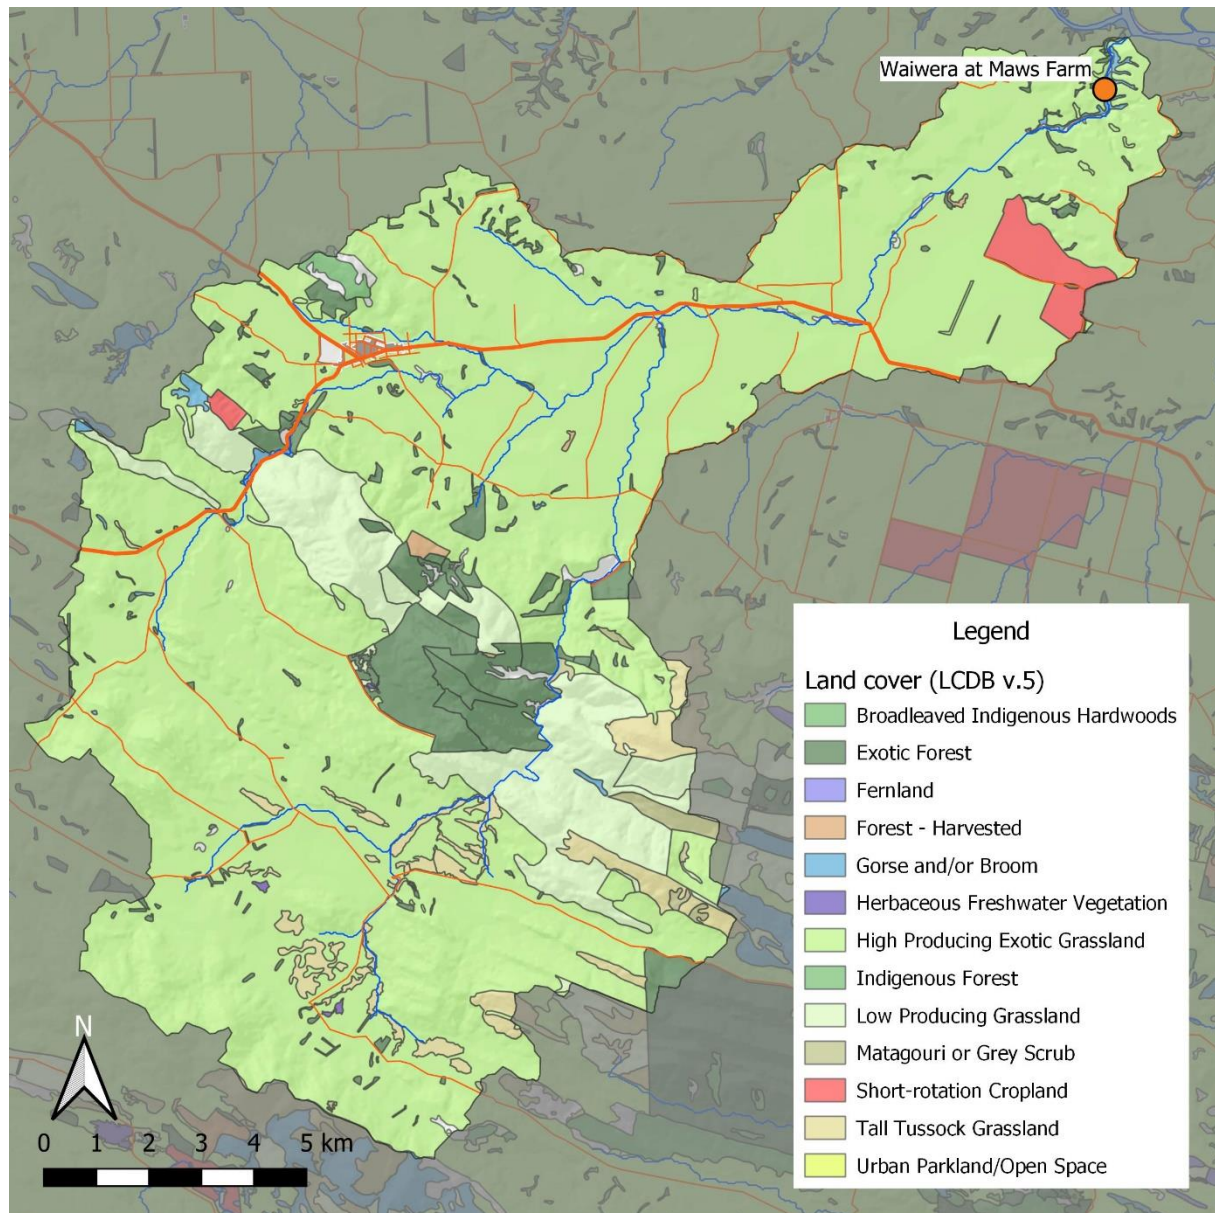 Waiwera at Maws Farm
Legend
Land cover (LCDB v.5)
Broadleaved Indigenous Hardwoods
Exotic Forest
Fernland
Forest - Harvested
Gorse and/or Broom
Herbaceous Freshwater Vegetation
High Producing Exotic Grassland
Indigenous Forest
Low Producing Grassland
Matagouri or Grey Scrub
Short-rotation Cropland
Tall Tussock Grassland
Urban Parkland/Open Space
N
0 1 2 3 4 5 km